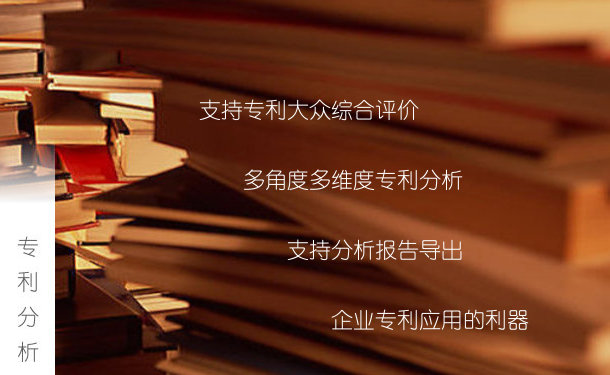 支持专利大众综合评价
多角度多维度专利分析
支持分析报告导出
企业专利应用的利器
专利分析